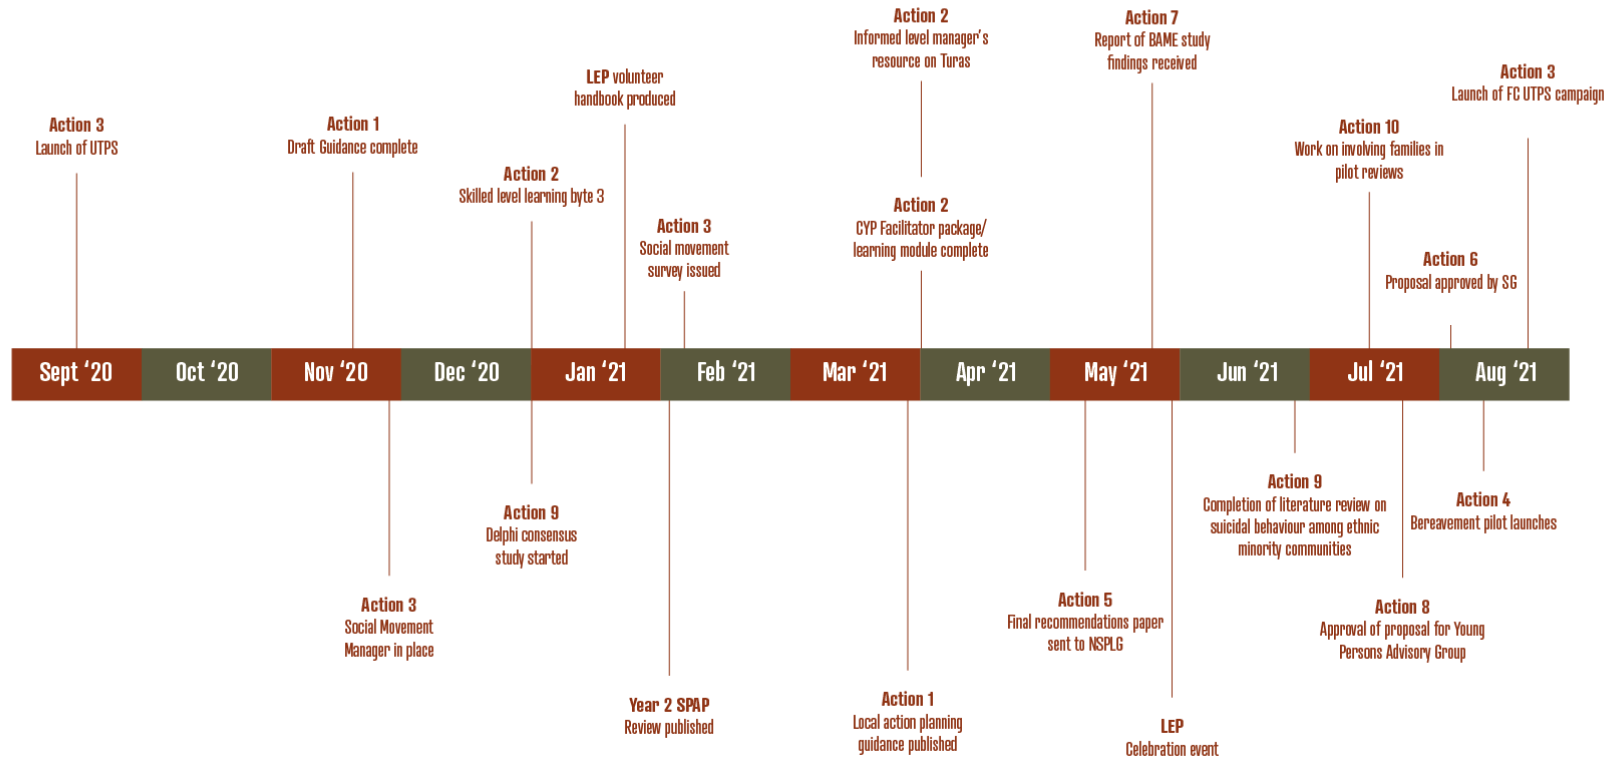 Action 3
Launch of UTPS
Action 1
Draft Guidance complete
Action 2
Skilled level learning byte 3
LEP volunteer
handbook produced
Action 3
Social movement
survey issued
Action 2
Informed level manager’s
resource on Turas
Action 2
CYP Facilitator package/
learning module complete
Action 7
Report of BAME study
findings received
Action 10
Work on involving families in
pilot reviews
Action 6
Proposal approved by SG
Action 3
Launch of FC UTPS campaign
Sept ‘20 Oct ‘20 Nov ‘20 Dec ‘20 Jan ‘21 Feb ‘21 Mar ‘21 Apr ‘21 May ‘21 Jun ‘21 Jul ‘21 Aug ‘21
Action 3
Social Movement
Manager in place
Action 9
Delphi consensus
study started
Year 2 SPAP
Review published
Action 1
Local action planning
guidance published
Action 5
Final recommendations paper
sent to NSPLG
LEP
Celebration event
Action 9
Completion of literature review on
suicidal behaviour among ethnic
minority communities
Action 8
Approval of proposal for Young
Persons Advisory Group
Action 4
Bereavement pilot launches